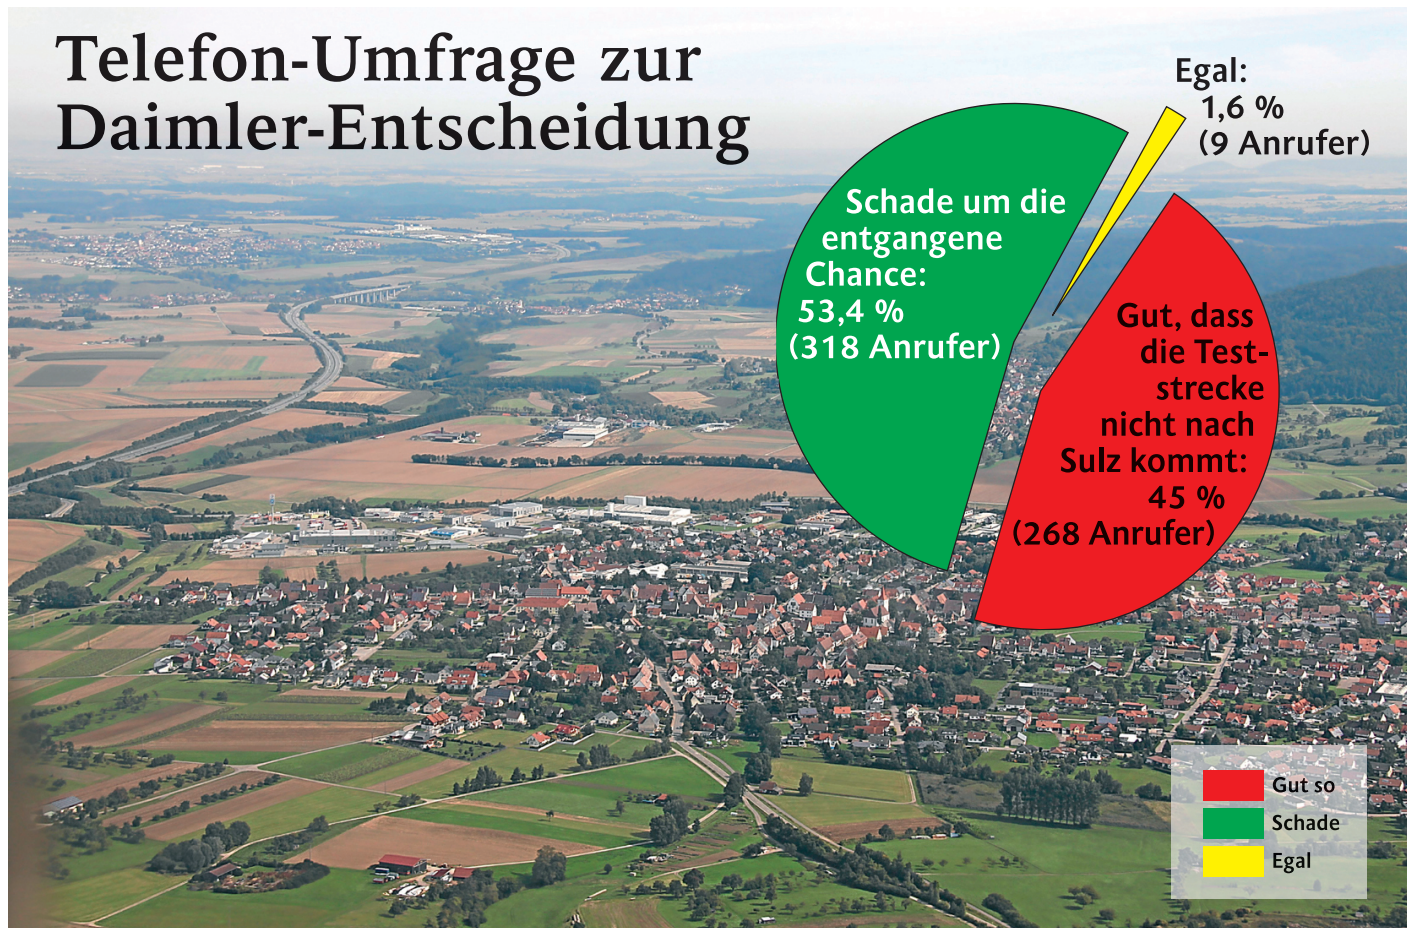 Telefon-Umfrage zur
Daimler-Entscheidung
Egal:
1,6 %
(9 Anrufer)
Schade um die
entgangene
Chance:
53,4 %
(318 Anrufer)
Gut, dass
die Test-
strecke
nicht nach
Sulz kommt:
45 %
(268 Anrufer)
Gut so
Schade
Egal